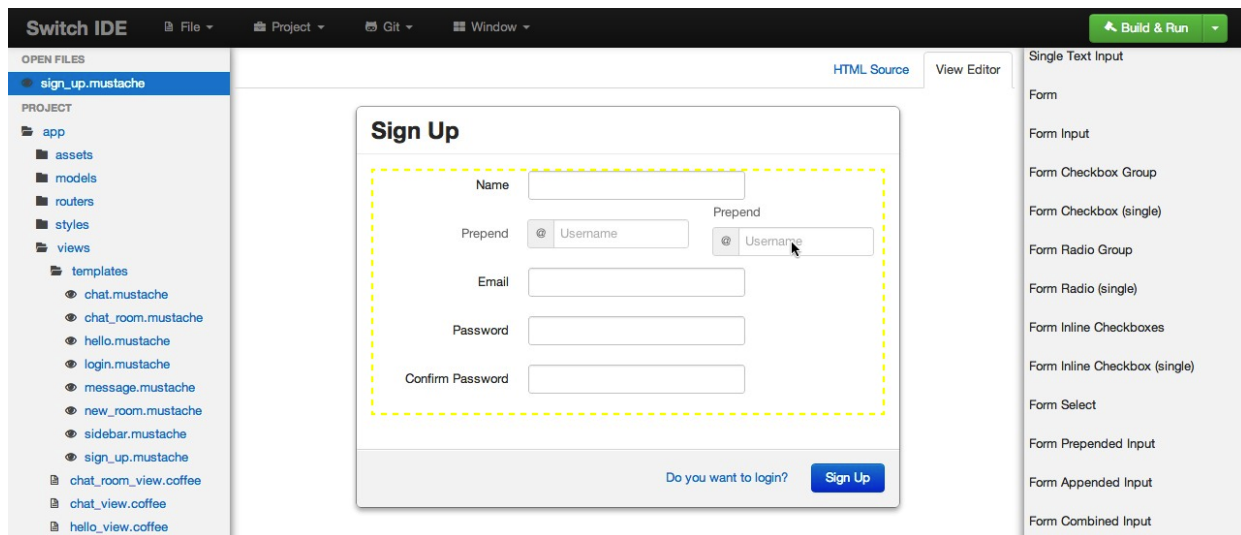 Switch IDE File Project Git Window Build & Run
OPEN FILES
sign_up.mustache
PROJECT
app
assets
models
routers
styles
views
templates
chat.mustache
chat_room.mustache
hello.mustache
login.mustache
message.mustache
new_room.mustache
sidebar.mustache
sign_up.mustache
chat_room_view.coffee
chat_view.coffee
hello_view.coffee
HTML Source View Editor
Sign Up
Name
Prepend @ Username
Prepend
@ Username
Email
Password
Confirm Password
Do you want to login? Sign Up
Single Text Input
Form
Form Input
Form Checkbox Group
Form Checkbox (single)
Form Radio Group
Form Radio (single)
Form Inline Checkboxes
Form Inline Checkbox (single)
Form Select
Form Prepended Input
Form Appended Input
Form Combined Input